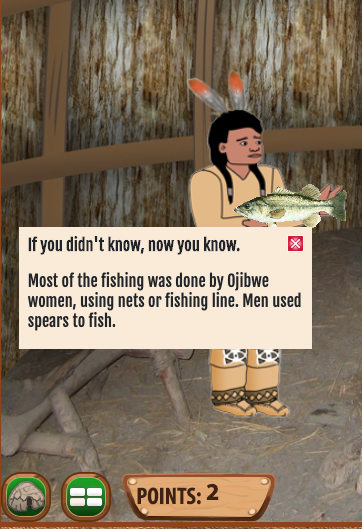 If you didn't know, now you know.
Most of the fishing was done by Ojibwe
women, using nets or fishing line. Men used
spears to fish.
POINTS: 2